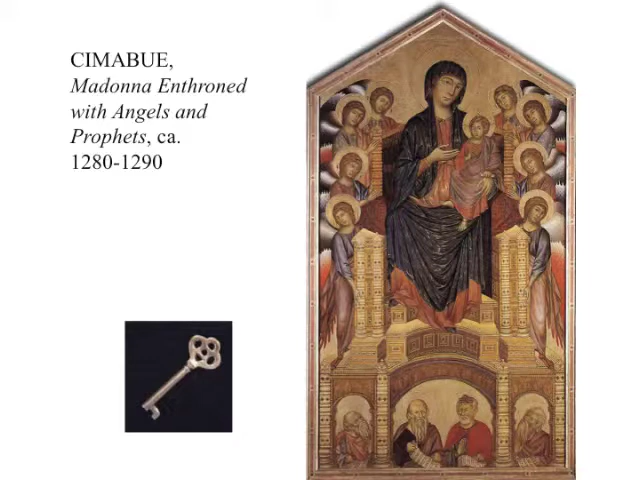 CIMABUE,
Madonna Enthroned
with Angels and
Prophets, ca.
1280-1290